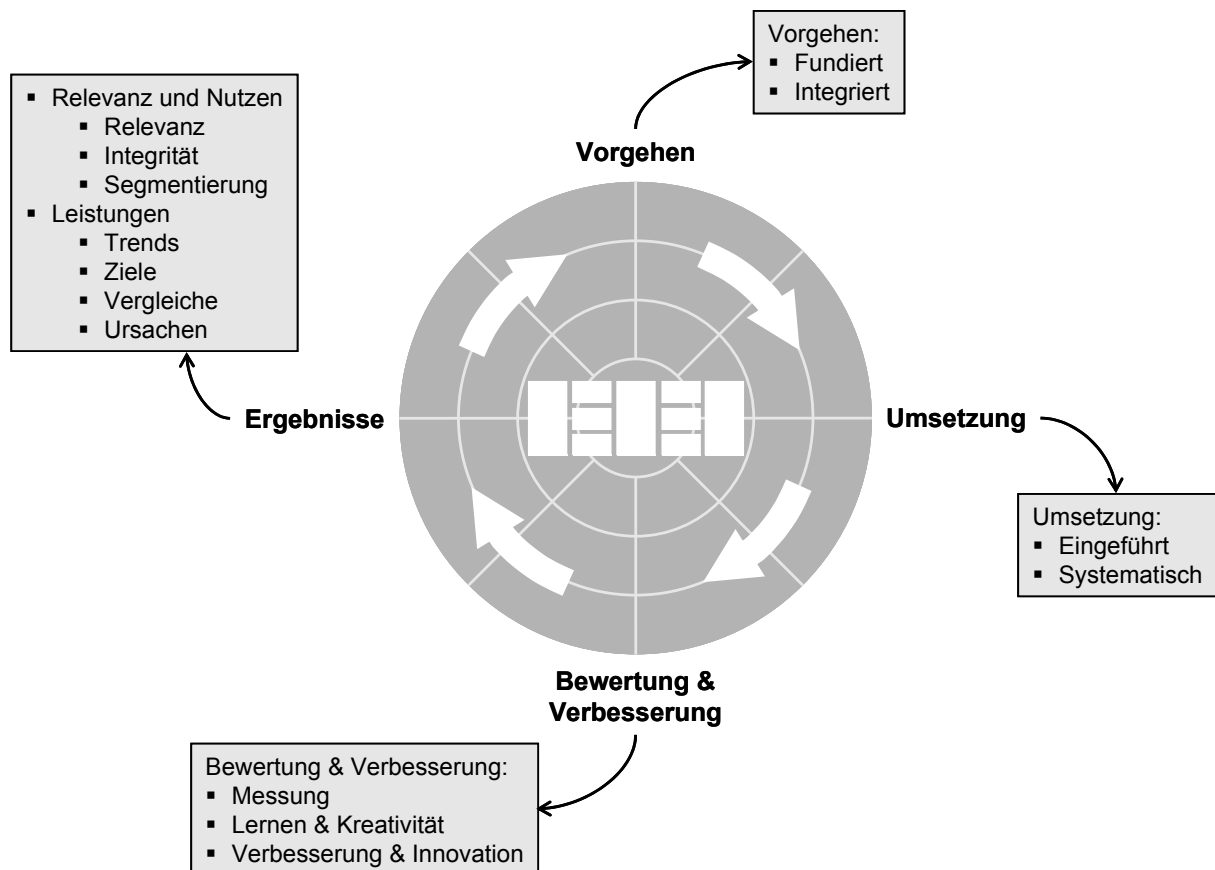 Vorgehen:
▪ Fundiert
▪ Integriert
▪ Relevanz und Nutzen
▪ Relevanz
▪ Integrität
▪ Segmentierung
▪ Leistungen
▪ Trends
▪ Ziele
▪ Vergleiche
▪ Ursachen
Vorgehen
Ergebnisse
Umsetzung
Umsetzung:
▪ Eingeführt
▪ Systematisch
Bewertung &
Verbesserung
Bewertung & Verbesserung:
▪ Messung
▪ Lernen & Kreativität
▪ Verbesserung & Innovation